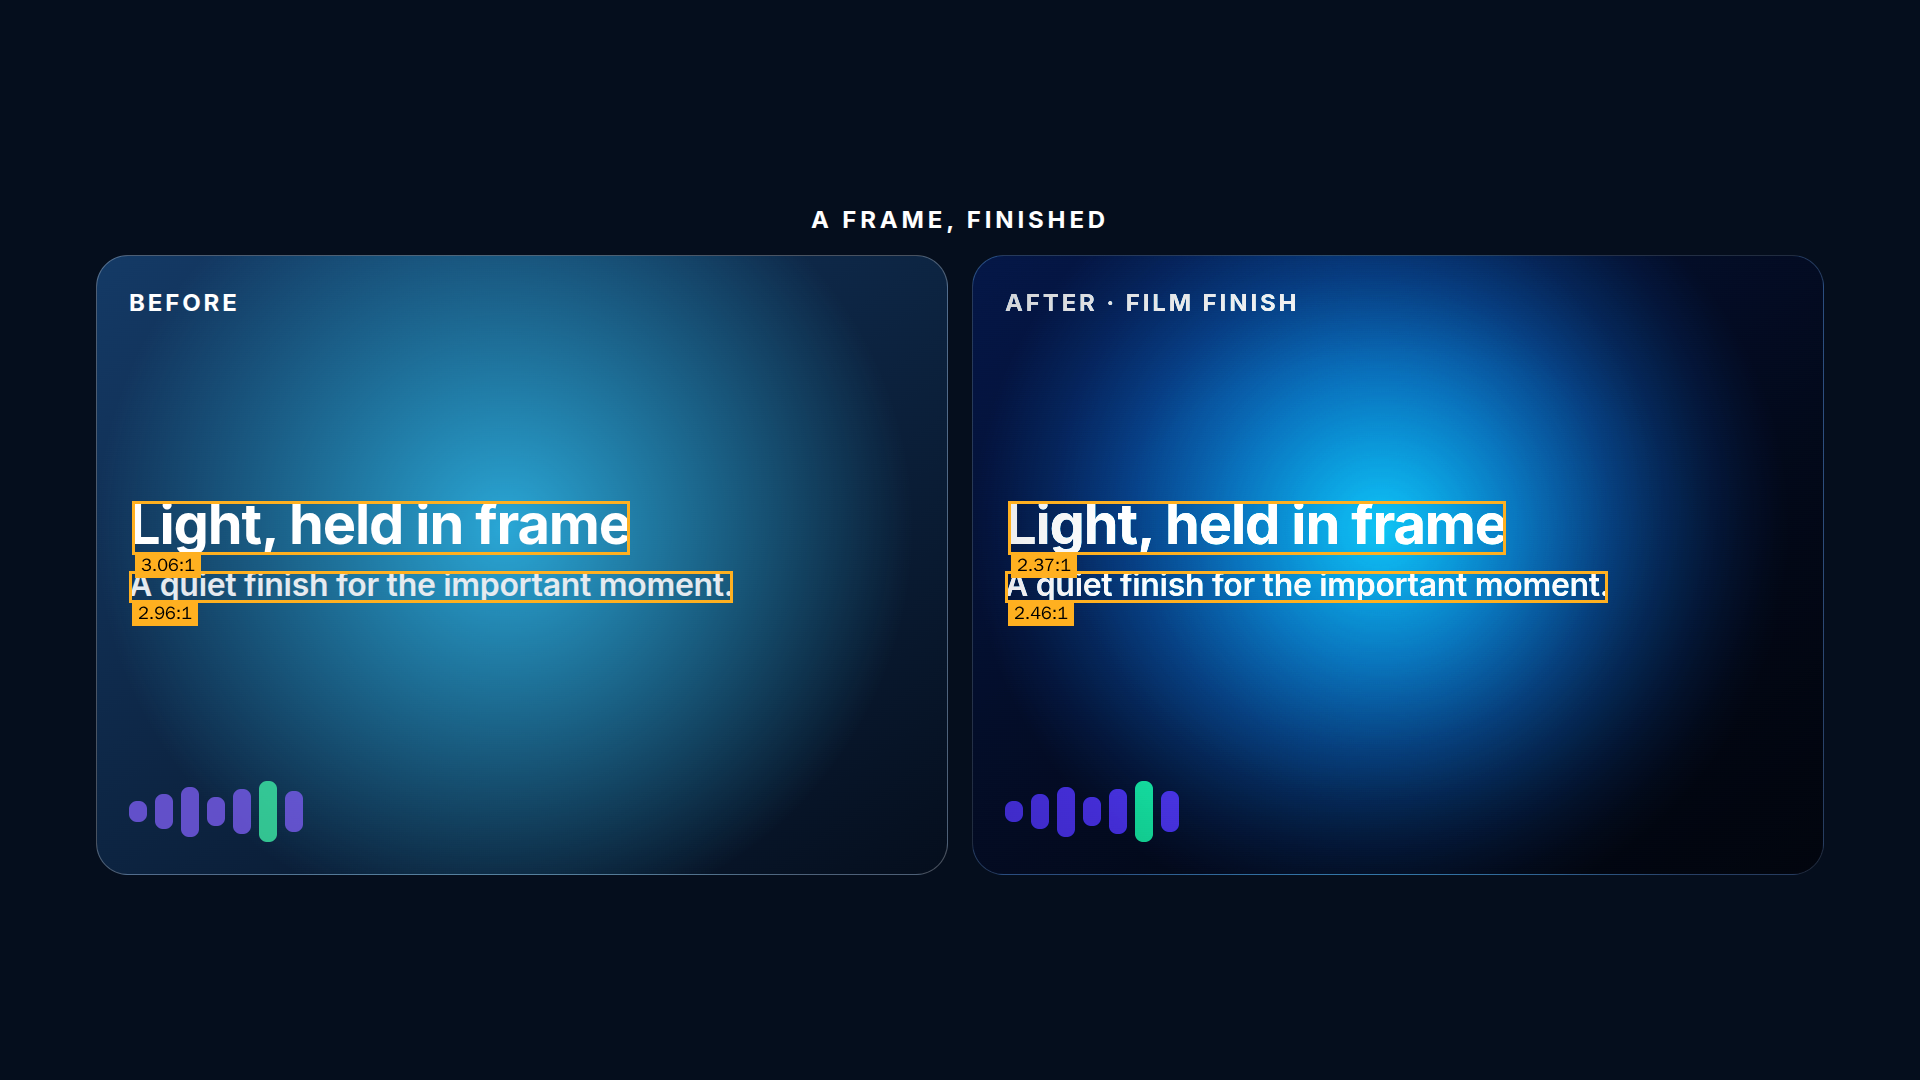 A FRAME, FINISHED
BEFORE
Light, held in frame
3.06:1
A quiet finish for the important moment.
2.96:1
AFTER · FILM FINISH
Light, held in frame
2.37:1
A quiet finish for the important moment.
2.46:1